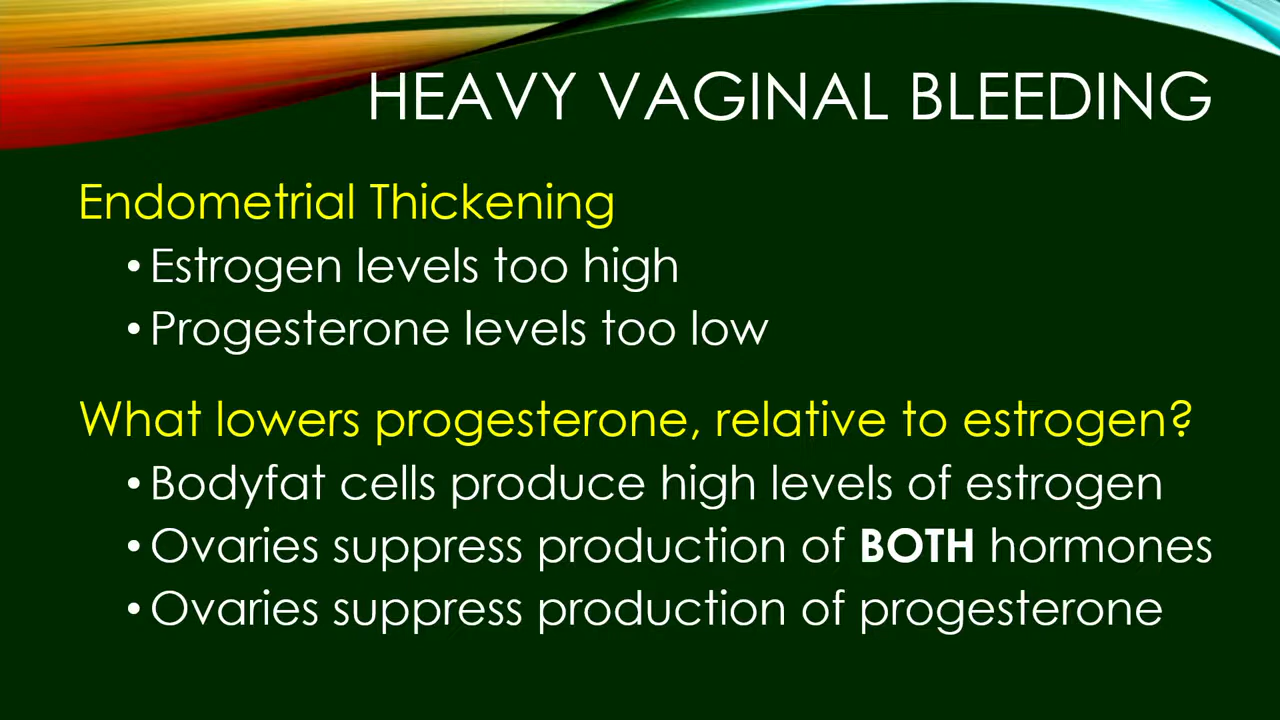 HEAVY VAGINAL BLEEDING
Endometrial Thickening
• Estrogen levels too high
• Progesterone levels too low
What lowers progesterone, relative to estrogen?
• Bodyfat cells produce high levels of estrogen
• Ovaries suppress production of BOTH hormones
• Ovaries suppress production of progesterone